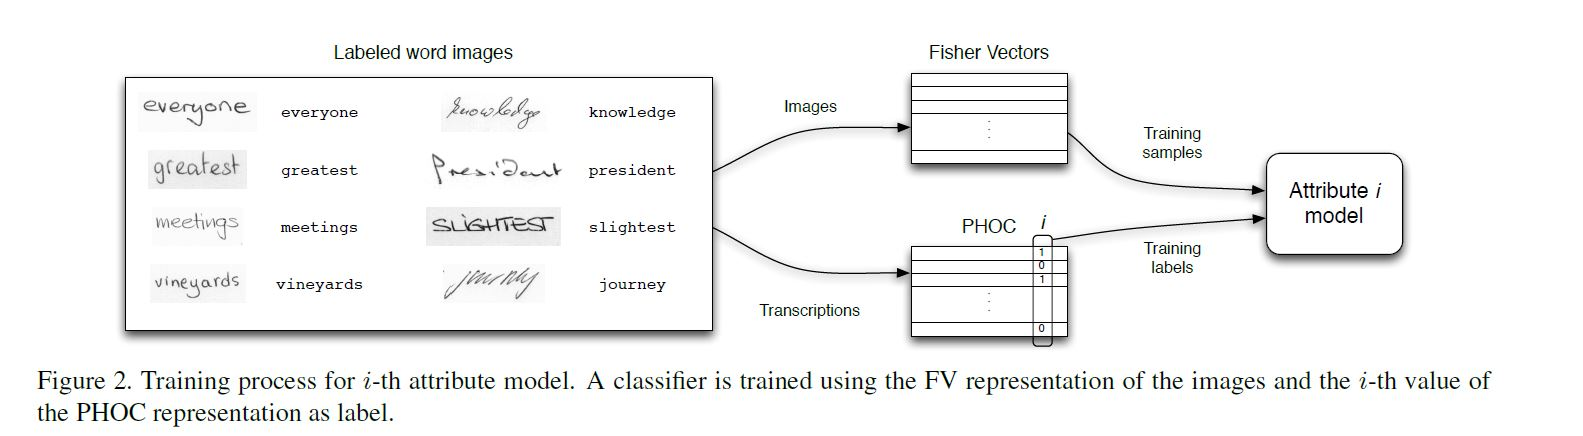 Labeled word images
Fisher Vectors
everyone everyone knowledge knowledge
greatest greatest President president
meetings meetings SLiGHTEST slightest
vineyards vineyards journey journey
Images
Training
samples
Attribute i
model
PHOC i
1
0
1
0
Training
labels
Transcriptions
Figure 2. Training process for i-th attribute model. A classifier is trained using the FV representation of the images and the i-th value of
the PHOC representation as label.